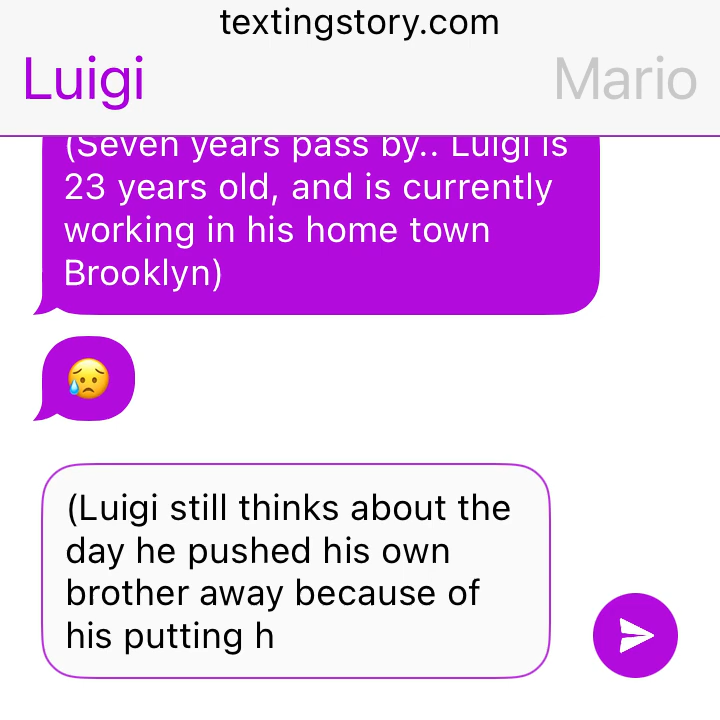 textingstory.com
Luigi
Mario
(Seven years pass by.. Luigi is
23 years old, and is currently
working in his home town
Brooklyn)
😥
(Luigi still thinks about the
day he pushed his own
brother away because of
his putting h